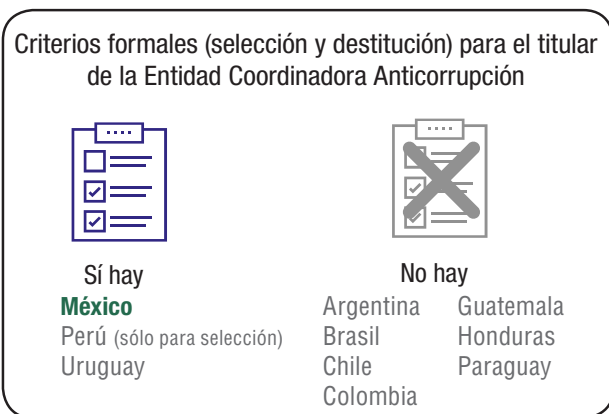 Criterios formales (selección y destitución) para el titular
de la Entidad Coordinadora Anticorrupción
Sí hay
México
Perú (sólo para selección)
Uruguay
No hay
Argentina
Brasil
Chile
Colombia
Guatemala
Honduras
Paraguay